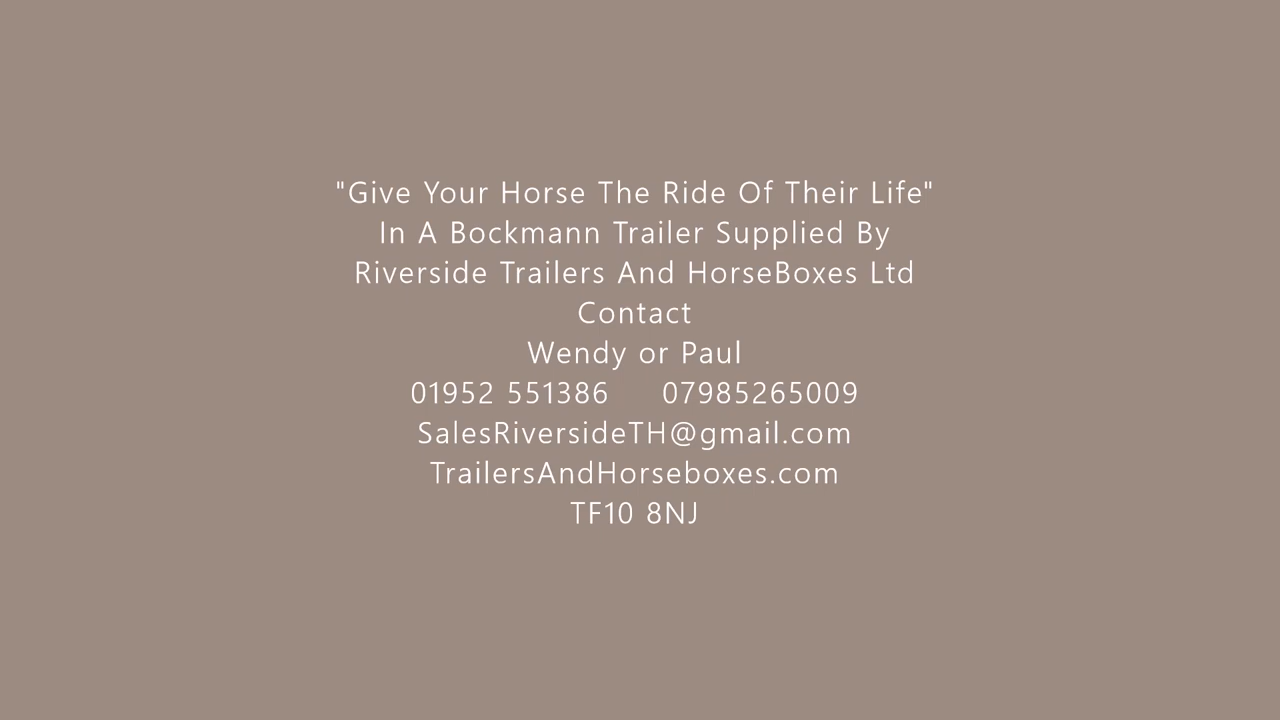 "Give Your Horse The Ride Of Their Life"
In A Bockmann Trailer Supplied By
Riverside Trailers And HorseBoxes Ltd
Contact
Wendy or Paul
01952 551386 07985265009
SalesRiversideTH@gmail.com
TrailersAndHorseboxes.com
TF10 8NJ